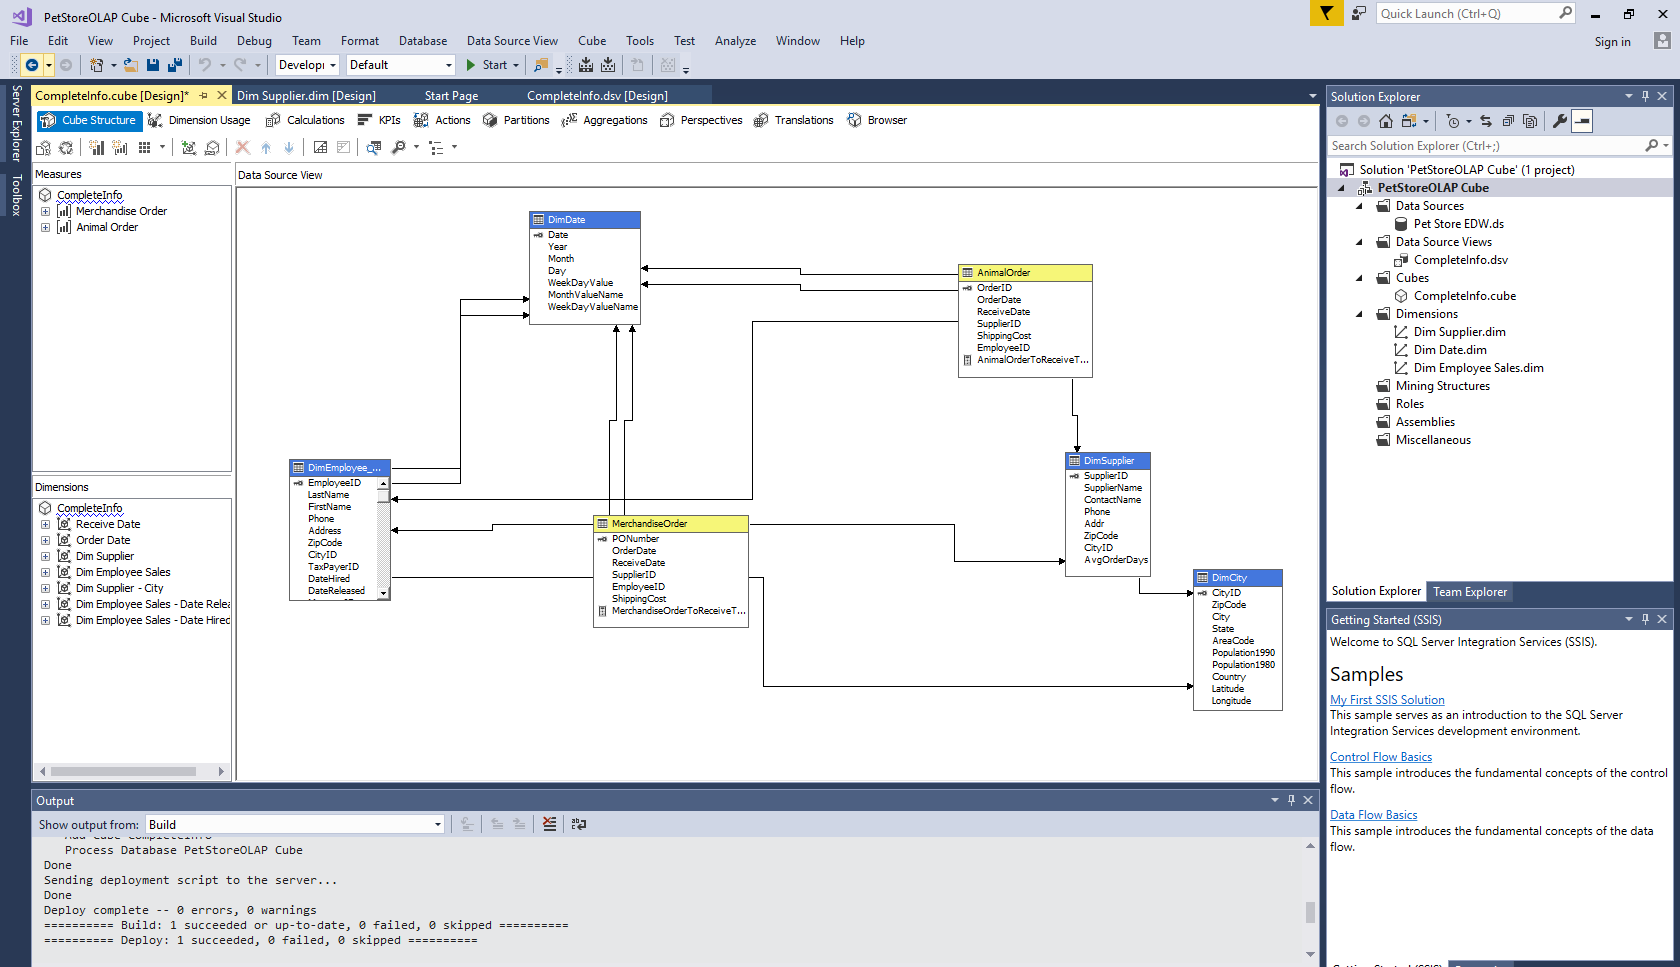 PetStoreOLAP Cube - Microsoft Visual Studio
Quick Launch (Ctrl+Q)
File Edit View Project Build Debug Team Format Database Data Source View Cube Tools Test Analyze Window Help
Sign in
Developi Default Start
Server Explorer
Toolbox
CompleteInfo.cube [Design]* Dim Supplier.dim [Design] Start Page CompleteInfo.dsv [Design]
Cube Structure Dimension Usage Calculations KPIs Actions Partitions Aggregations Perspectives Translations Browser
Measures
CompleteInfo
Merchandise Order
Animal Order
Dimensions
CompleteInfo
Receive Date
Order Date
Dim Supplier
Dim Employee Sales
Dim Supplier - City
Dim Employee Sales - Date Relea
Dim Employee Sales - Date Hired
Data Source View
DimDate
Date
Year
Month
Day
WeekDayValue
MonthValueName
WeekDayValueName
AnimalOrder
OrderID
OrderDate
ReceiveDate
SupplierID
ShippingCost
EmployeeID
AnimalOrderToReceiveT...
DimEmployee_...
EmployeeID
LastName
FirstName
Phone
Address
ZipCode
CityID
TaxPayerID
DateHired
DateReleased
MerchandiseOrder
PONumber
OrderDate
ReceiveDate
SupplierID
EmployeeID
ShippingCost
MerchandiseOrderToReceiveT...
DimSupplier
SupplierID
SupplierName
ContactName
Phone
Addr
ZipCode
CityID
AvgOrderDays
DimCity
CityID
ZipCode
City
State
AreaCode
Population1990
Population1980
Country
Latitude
Longitude
Output
Show output from: Build
Add Cube CompleteInfo
Process Database PetStoreOLAP Cube
Done
Sending deployment script to the server...
Done
Deploy complete -- 0 errors, 0 warnings
========== Build: 1 succeeded or up-to-date, 0 failed, 0 skipped ==========
========== Deploy: 1 succeeded, 0 failed, 0 skipped ==========
Solution Explorer
Search Solution Explorer (Ctrl+;)
Solution 'PetStoreOLAP Cube' (1 project)
PetStoreOLAP Cube
Data Sources
Pet Store EDW.ds
Data Source Views
CompleteInfo.dsv
Cubes
CompleteInfo.cube
Dimensions
Dim Supplier.dim
Dim Date.dim
Dim Employee Sales.dim
Mining Structures
Roles
Assemblies
Miscellaneous
Solution Explorer Team Explorer
Getting Started (SSIS)
Welcome to SQL Server Integration Services (SSIS).
Samples
My First SSIS Solution
This sample serves as an introduction to the SQL Server
Integration Services development environment.
Control Flow Basics
This sample introduces the fundamental concepts of the control
flow.
Data Flow Basics
This sample introduces the fundamental concepts of the data
flow.